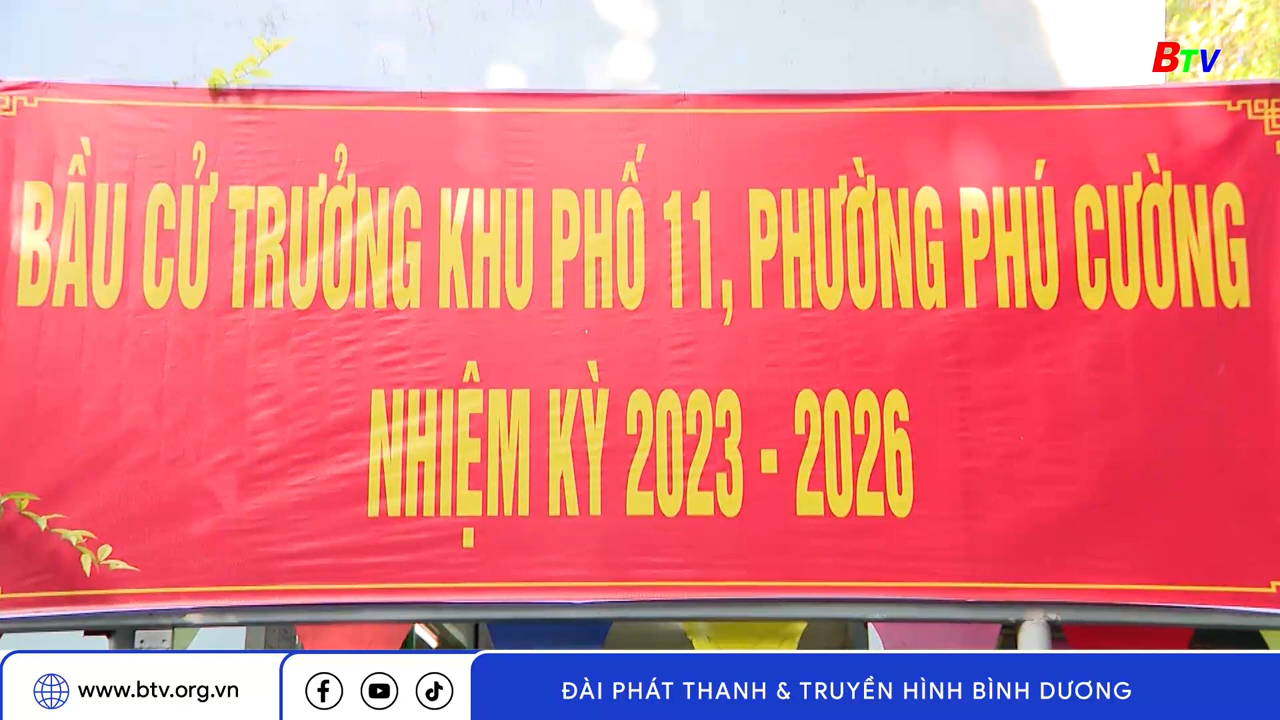 BTV
BẦU CỬ TRƯỞNG KHU PHỐ 11, PHƯỜNG PHÚ CƯỜNG
NHIỆM KỲ 2023 - 2026
www.btv.org.vn
ĐÀI PHÁT THANH & TRUYỀN HÌNH BÌNH DƯƠNG